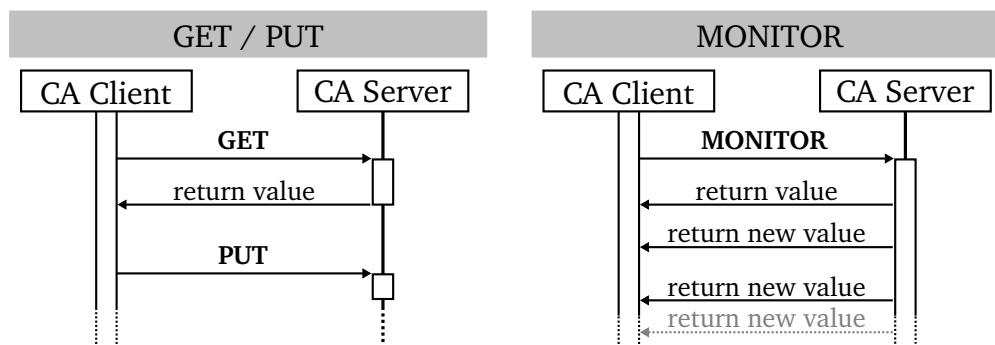 GET / PUT
CA Client
CA Server
GET
return value
PUT
MONITOR
CA Client
CA Server
MONITOR
return value
return new value
return new value
return new value